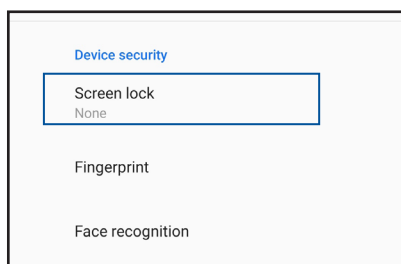 Device security
Screen lock
None
Fingerprint
Face recognition